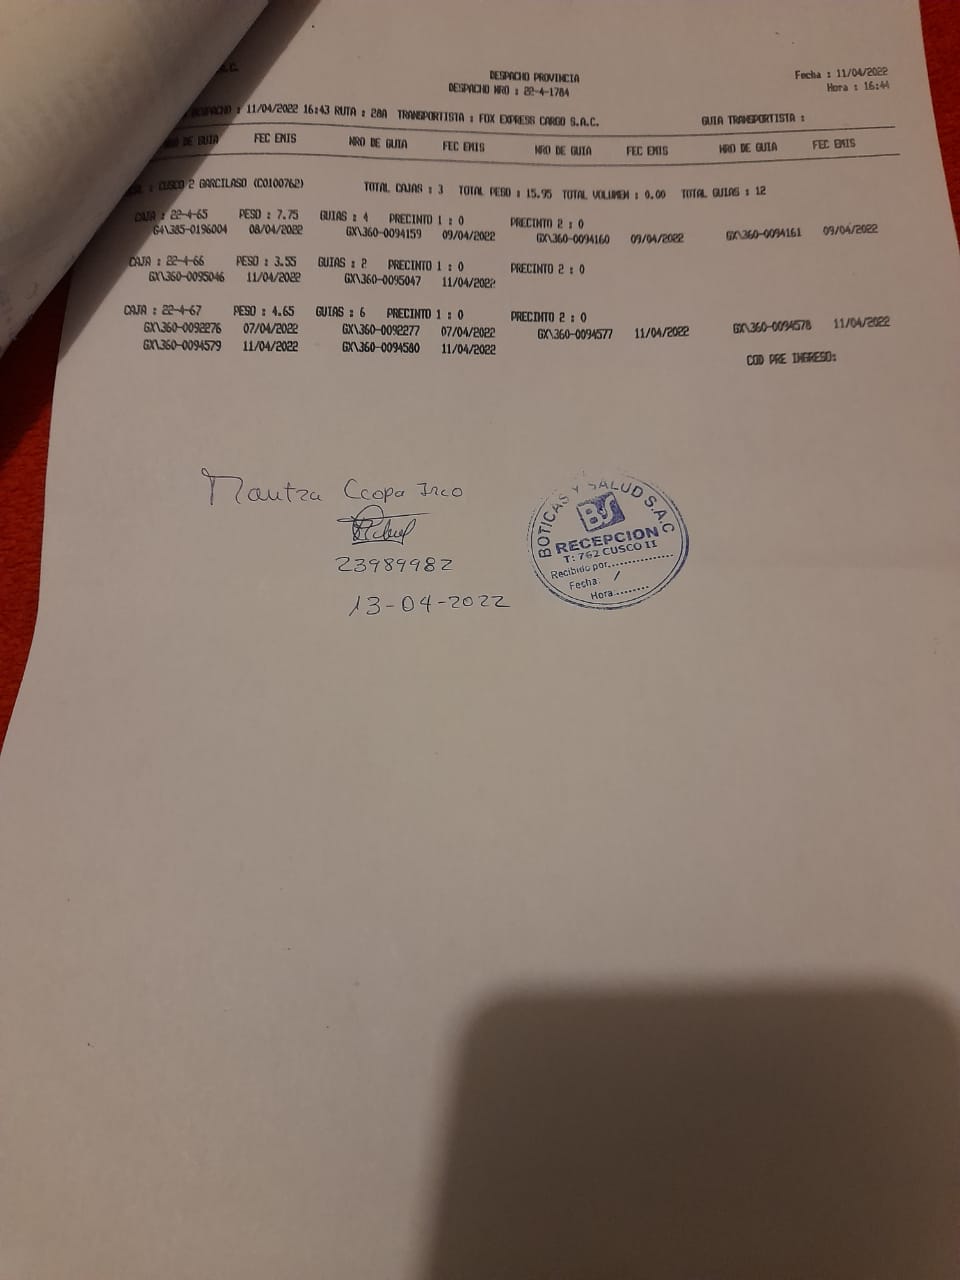 DESPACHO PROVINCIA
Fecha : 11/04/2022
DESPACHO NRO : 22-4-1784
Hora : 16:44
DESPACHO : 11/04/2022 16:43 RUTA : 28A TRANSPORTISTA : FOX EXPRESS CARGO S.A.C. GUIA TRANSPORTISTA :
NRO DE GUIA FEC EMIS NRO DE GUIA FEC EMIS NRO DE GUIA FEC EMIS NRO DE GUIA FEC EMIS
: CUSCO 2 GARCILASO (C0100762) TOTAL CAJAS : 3 TOTAL PESO : 15.95 TOTAL VOLUMEN : 0.00 TOTAL GUIAS : 12
CAJA : 22-4-65 PESO : 7.75 GUIAS : 4 PRECINTO 1 : 0 PRECINTO 2 : 0
G4\385-0196004 08/04/2022 GX\360-0094159 09/04/2022 GX\360-0094160 09/04/2022 GX\360-0094161 09/04/2022
CAJA : 22-4-66 PESO : 3.55 GUIAS : 2 PRECINTO 1 : 0 PRECINTO 2 : 0
GX\360-0095046 11/04/2022 GX\360-0095047 11/04/2022
CAJA : 22-4-67 PESO : 4.65 GUIAS : 6 PRECINTO 1 : 0 PRECINTO 2 : 0
GX\360-0092276 07/04/2022 GX\360-0092277 07/04/2022 GX\360-0094577 11/04/2022 GX\360-0094578 11/04/2022
GX\360-0094579 11/04/2022 GX\360-0094580 11/04/2022
COD PRE INGRESO:
Ccopa Inco
23989982
13-04-2022
BOTICAS Y SALUD S.A.C
BS
RECEPCION
T: 762 CUSCO II
Recibido por...............
Fecha: /
Hora:........